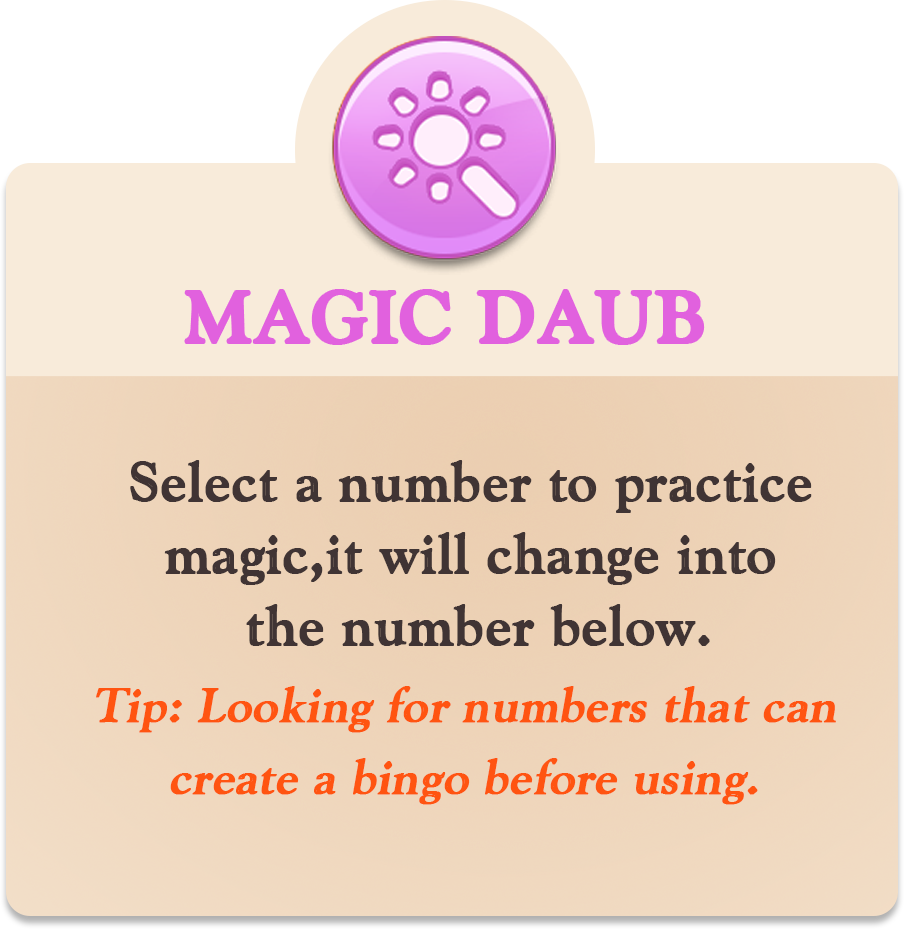 MAGIC DAUB
Select a number to practice
magic,it will change into
the number below.
Tip: Looking for numbers that can
create a bingo before using.